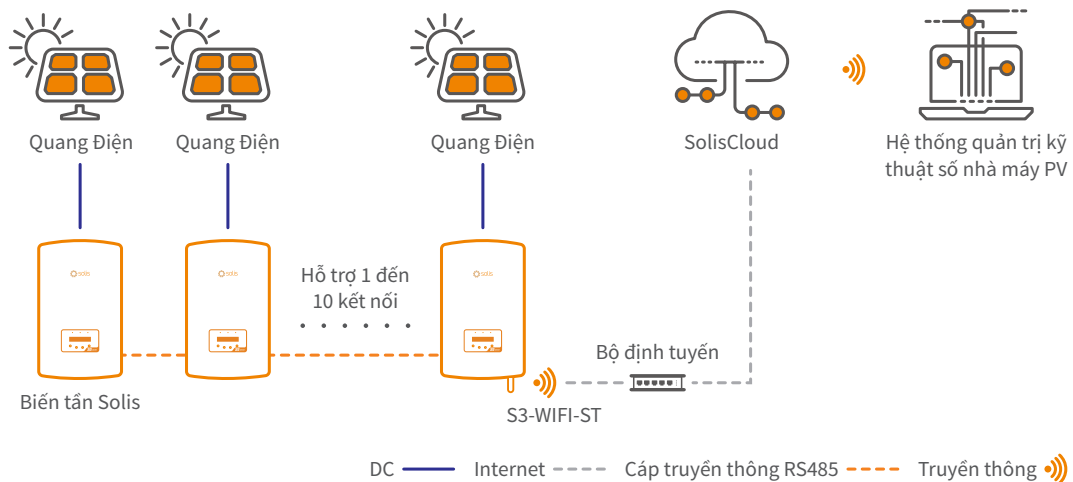 Quang Điện
Quang Điện
Quang Điện
SolisCloud
Hệ thống quản trị kỹ
thuật số nhà máy PV
solis
solis
solis
Hỗ trợ 1 đến
10 kết nối
Bộ định tuyến
Biến tần Solis
S3-WIFI-ST
DC
Internet
Cáp truyền thông RS485
Truyền thông